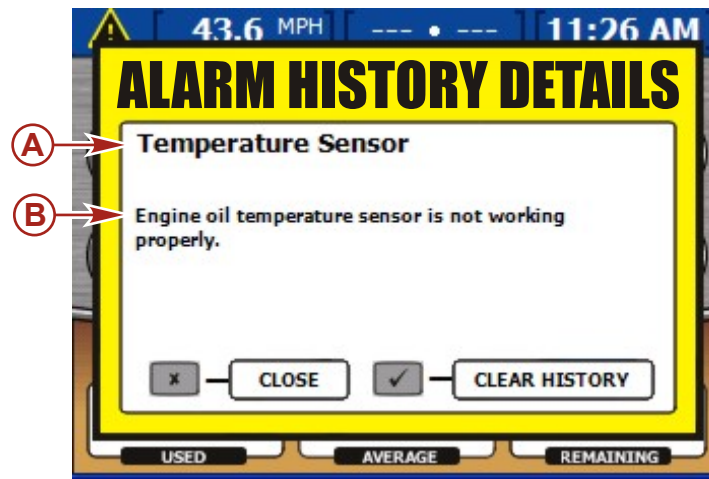 43.6 MPH --- • --- 11:26 AM
ALARM HISTORY DETAILS
A
Temperature Sensor
B
Engine oil temperature sensor is not working
properly.
x CLOSE ✓ CLEAR HISTORY
USED AVERAGE REMAINING